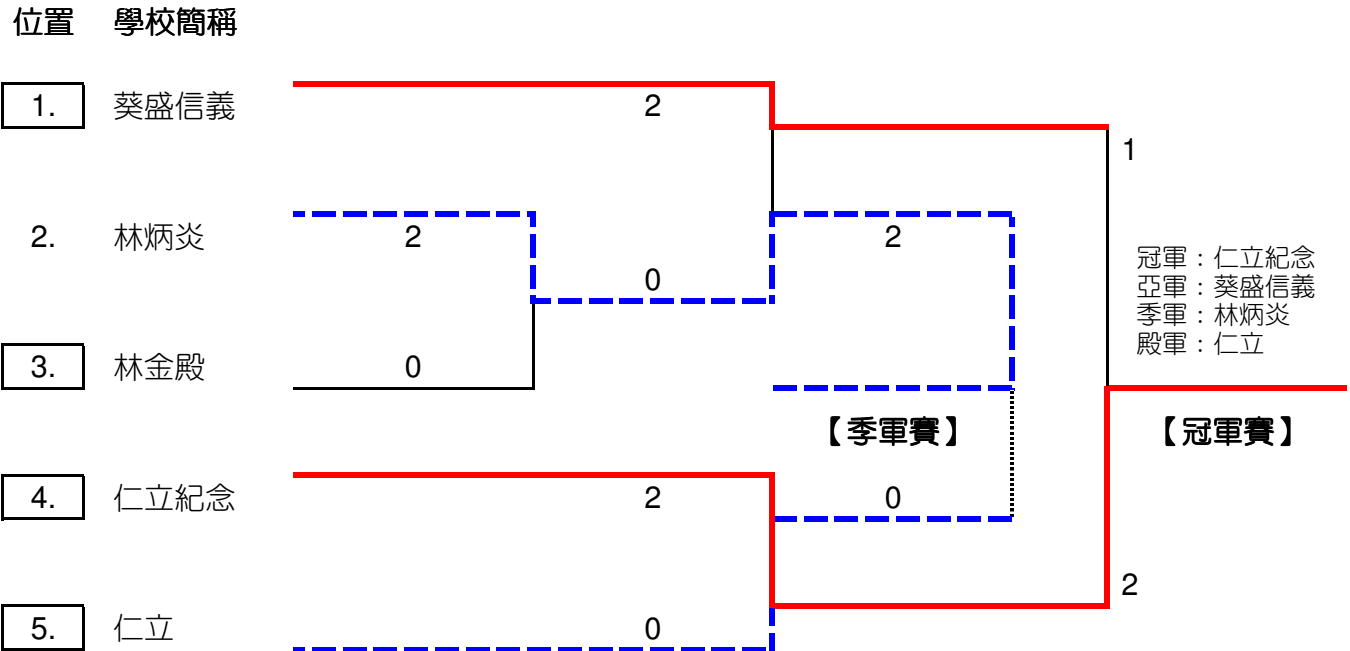 位置 學校簡稱
1. 葵盛信義 2
1
2. 林炳炎 2 2
0
冠軍：仁立紀念
亞軍：葵盛信義
季軍：林炳炎
殿軍：仁立
3. 林金殿 0
【季軍賽】 【冠軍賽】
4. 仁立紀念 2 0
2
5. 仁立 0